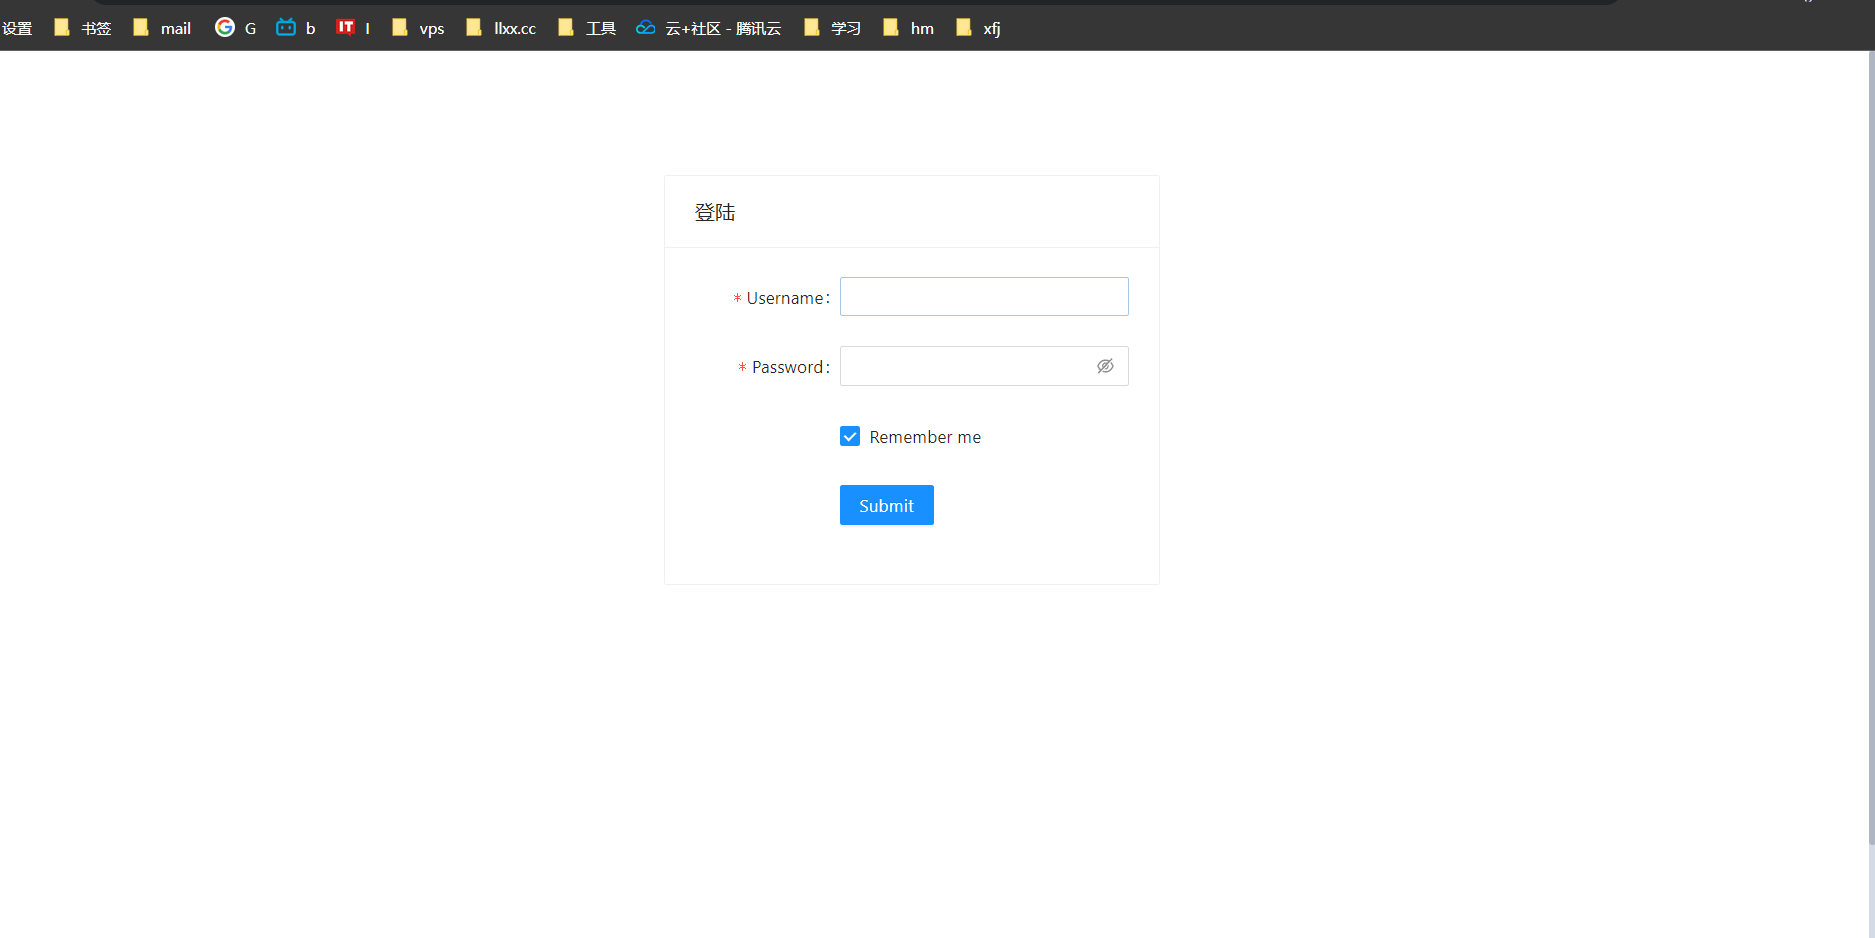 设置 书签 mail G b IT I vps llxx.cc 工具 云+社区 - 腾讯云 学习 hm xfj
登陆
* Username:
* Password:
Remember me
Submit